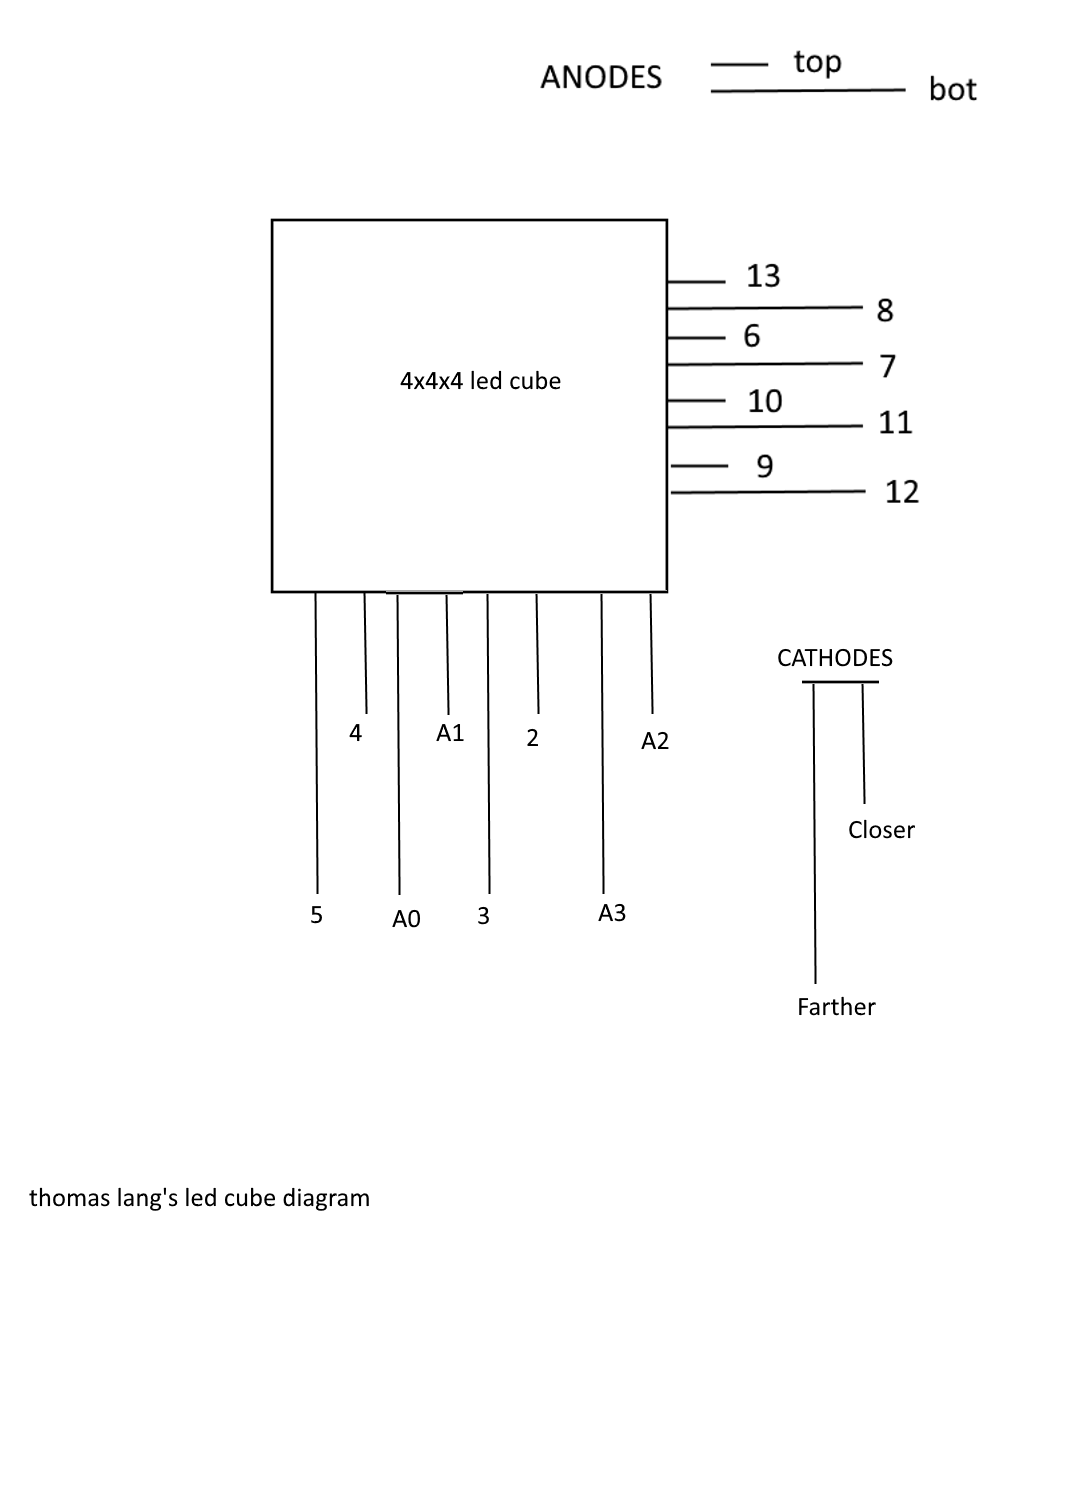 ANODES
top
bot
13
8
6
7
10
11
9
12
4x4x4 led cube
4
A1
2
A2
5
A0
3
A3
CATHODES
Closer
Farther
thomas lang's led cube diagram